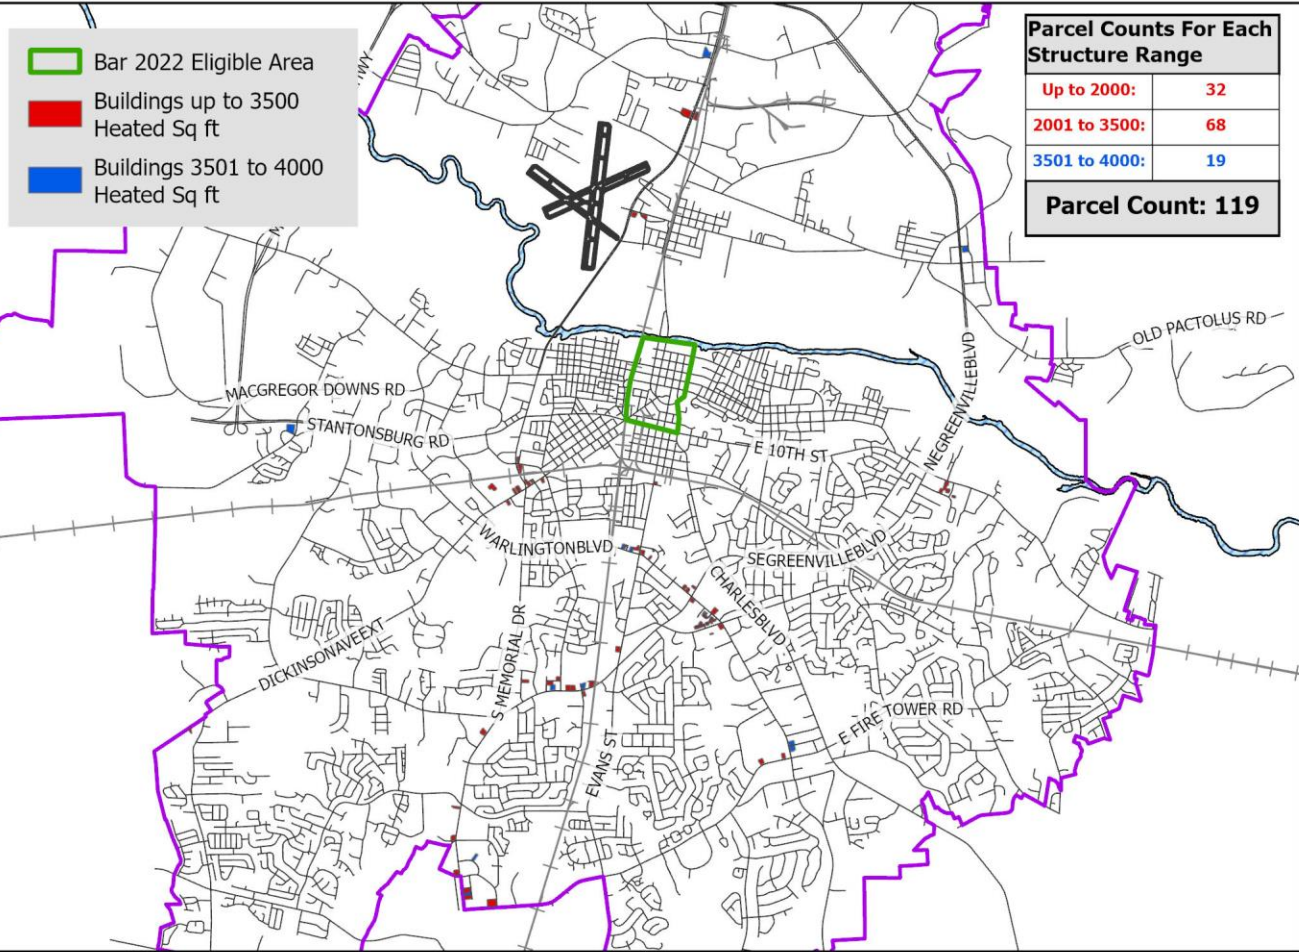 Bar 2022 Eligible Area
Buildings up to 3500
Heated Sq ft
Buildings 3501 to 4000
Heated Sq ft
Parcel Counts For Each
Structure Range
Up to 2000: 32
2001 to 3500: 68
3501 to 4000: 19
Parcel Count: 119
HWY
OLD PACTOLUS RD
NEGREENVILLEBLVD
MACGREGOR DOWNS RD
STANTONSBURG RD
E 10TH ST
WARLINGTONBLVD
SEGREENVILLEBLVD
CHARLESBLVD
DICKINSONAVEEXT
S MEMORIAL DR
E FIRE TOWER RD
EVANS ST